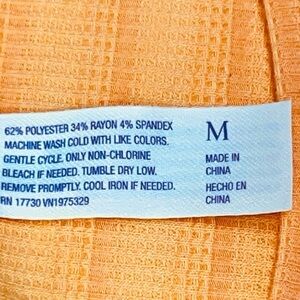 62% POLYESTER 34% RAYON 4% SPANDEX
MACHINE WASH COLD WITH LIKE COLORS.
GENTLE CYCLE. ONLY NON-CHLORINE
BLEACH IF NEEDED. TUMBLE DRY LOW.
REMOVE PROMPTLY. COOL IRON IF NEEDED.
RN 17730 VN1975329
M
MADE IN
CHINA
HECHO EN
CHINA